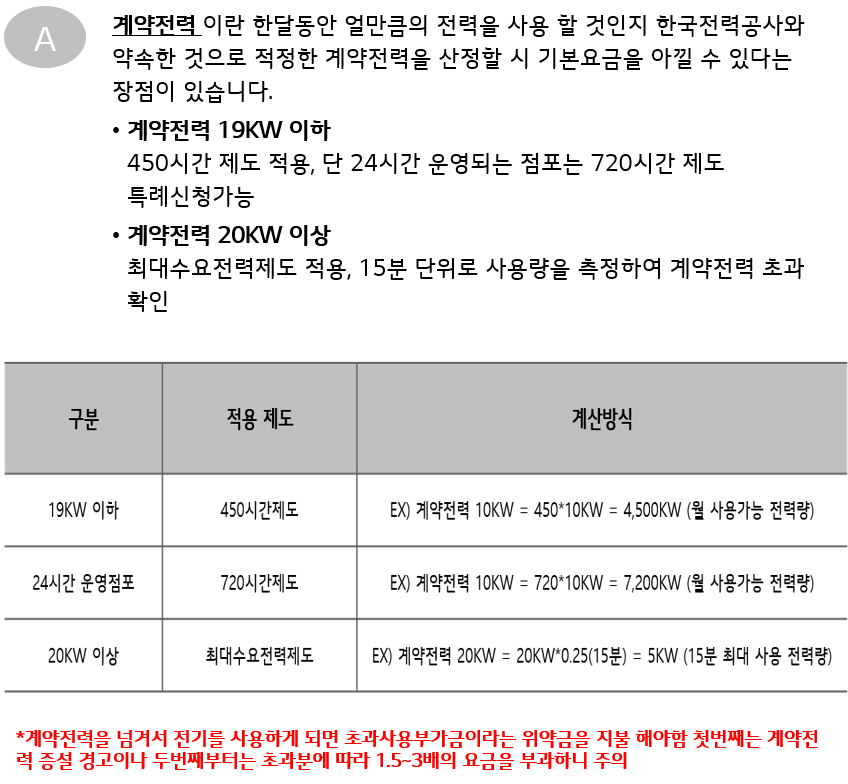 A
계약전력 이란 한달동안 얼만큼의 전력을 사용 할 것인지 한국전력공사와
약속한 것으로 적정한 계약전력을 산정할 시 기본요금을 아낄 수 있다는
장점이 있습니다.
• 계약전력 19KW 이하
450시간 제도 적용, 단 24시간 운영되는 점포는 720시간 제도
특례신청가능
• 계약전력 20KW 이상
최대수요전력제도 적용, 15분 단위로 사용량을 측정하여 계약전력 초과
확인
구분 적용 제도 계산방식
19KW 이하 450시간제도 EX) 계약전력 10KW = 450*10KW = 4,500KW (월 사용가능 전력량)
24시간 운영점포 720시간제도 EX) 계약전력 10KW = 720*10KW = 7,200KW (월 사용가능 전력량)
20KW 이상 최대수요전력제도 EX) 계약전력 20KW = 20KW*0.25(15분) = 5KW (15분 최대 사용 전력량)
*계약전력을 넘겨서 전기를 사용하게 되면 초과사용부가금이라는 위약금을 지불 해야함 첫번째는 계약전
력 증설 경고이나 두번째부터는 초과분에 따라 1.5~3배의 요금을 부과하니 주의